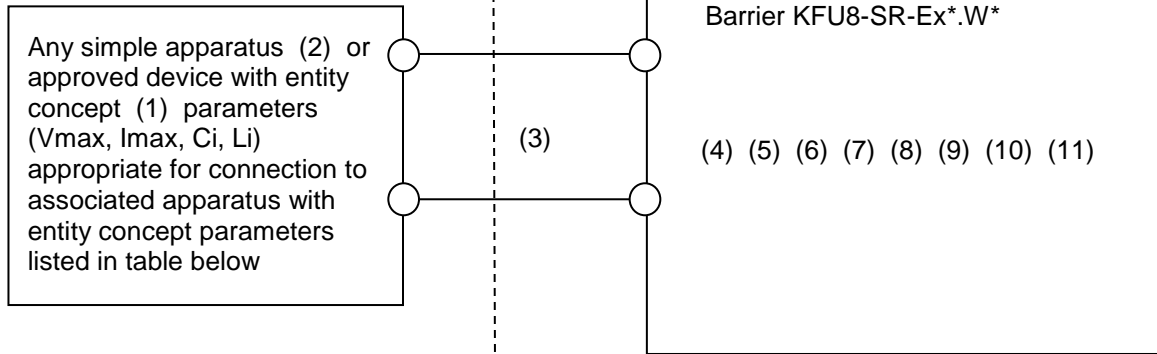 Barrier KFU8-SR-Ex*.W*
Any simple apparatus (2) or
approved device with entity
concept (1) parameters
(Vmax, Imax, Ci, Li)
appropriate for connection to
associated apparatus with
entity concept parameters
listed in table below
(3)
(4) (5) (6) (7) (8) (9) (10) (11)